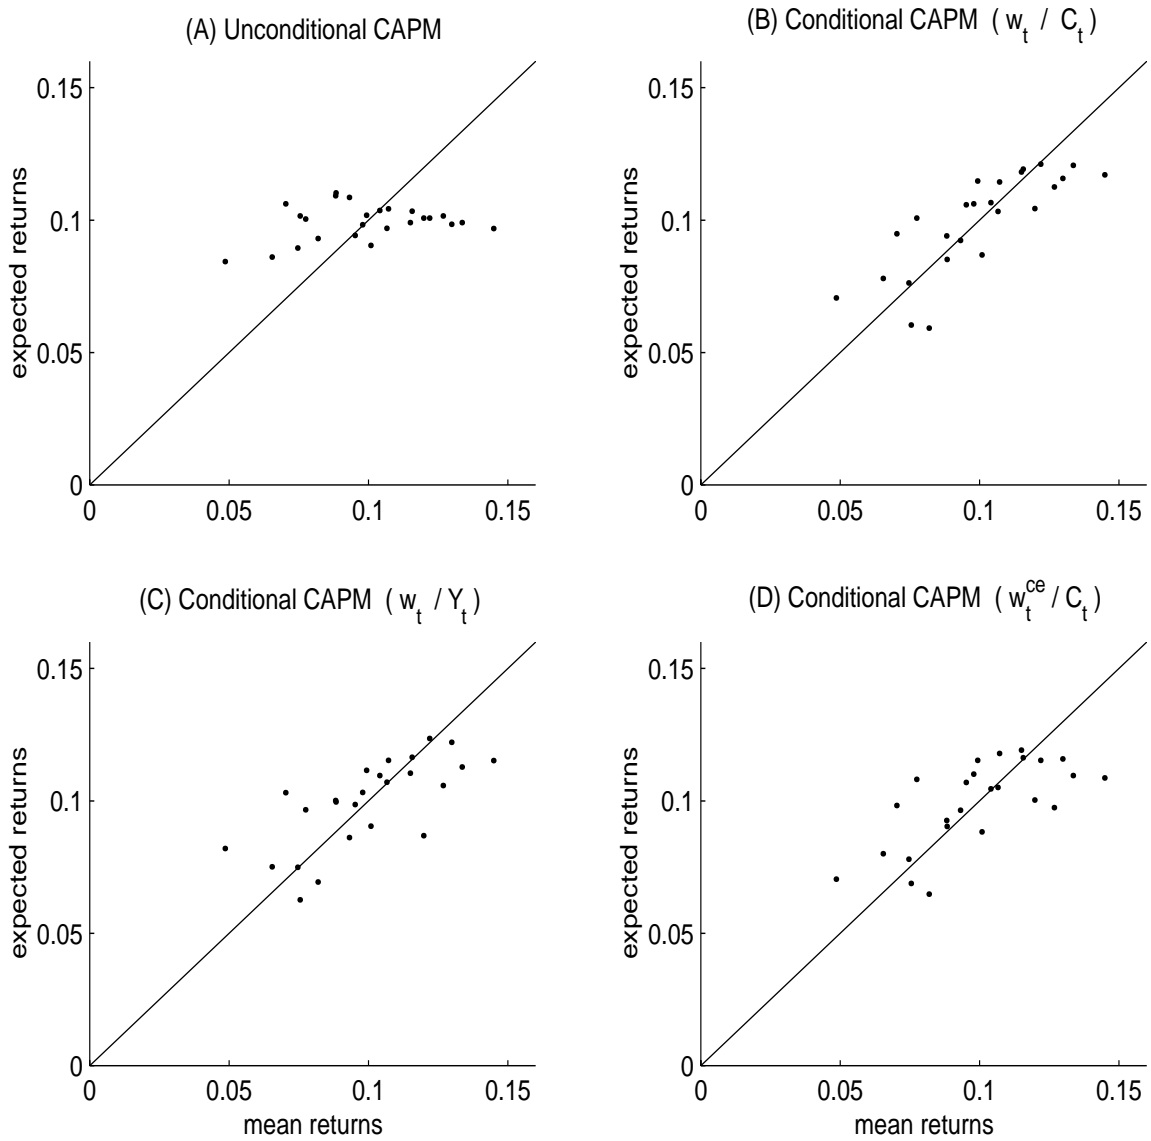 (A) Unconditional CAPM
0.15
0.1
0.05
0
expected returns
0 0.05 0.1 0.15
(B) Conditional CAPM ( w_t / C_t )
0.15
0.1
0.05
0
expected returns
0 0.05 0.1 0.15
(C) Conditional CAPM ( w_t / Y_t )
0.15
0.1
0.05
0
expected returns
0 0.05 0.1 0.15
mean returns
(D) Conditional CAPM ( w_t^ce / C_t )
0.15
0.1
0.05
0
expected returns
0 0.05 0.1 0.15
mean returns